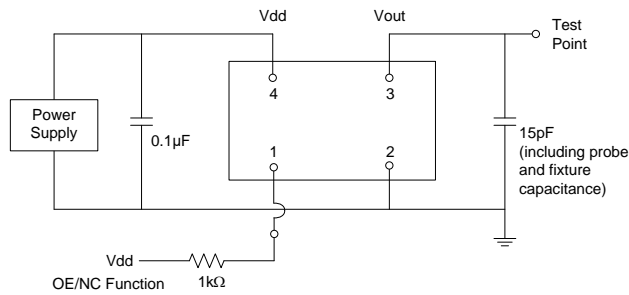 Vdd
Vout
Test
Point
4
3
Power
Supply
0.1µF
1
2
15pF
(including probe
and fixture
capacitance)
Vdd
1kΩ
OE/NC Function